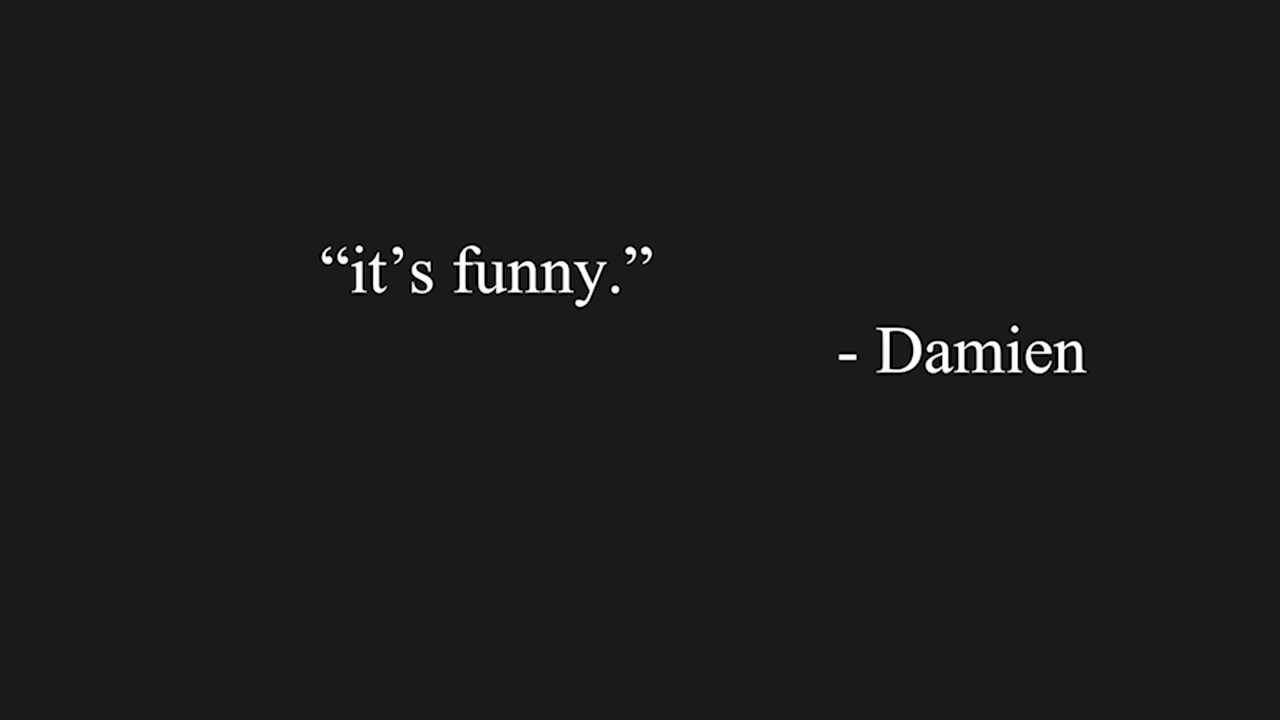 “it’s funny.”
- Damien